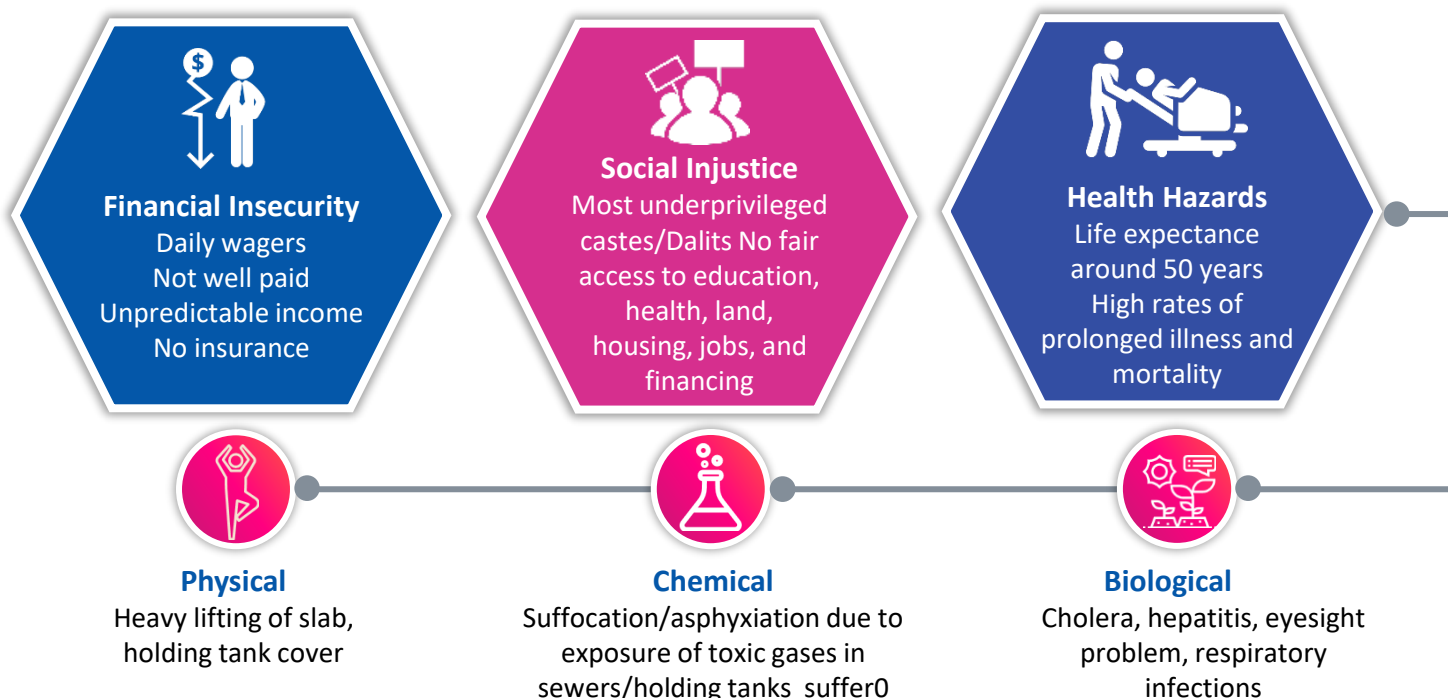 $
Financial Insecurity
Daily wagers
Not well paid
Unpredictable income
No insurance
Social Injustice
Most underprivileged
castes/Dalits No fair
access to education,
health, land,
housing, jobs, and
financing
Health Hazards
Life expectance
around 50 years
High rates of
prolonged illness and
mortality
Physical
Heavy lifting of slab,
holding tank cover
Chemical
Suffocation/asphyxiation due to
exposure of toxic gases in
sewers/holding tanks suffer0
Biological
Cholera, hepatitis, eyesight
problem, respiratory
infections